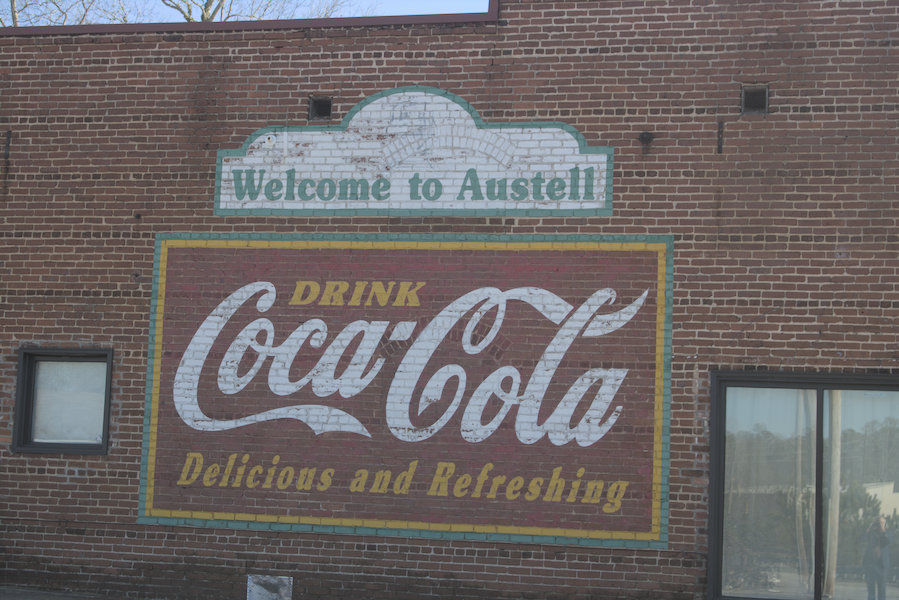 Welcome to Austell
DRINK
Coca-Cola
Delicious and Refreshing